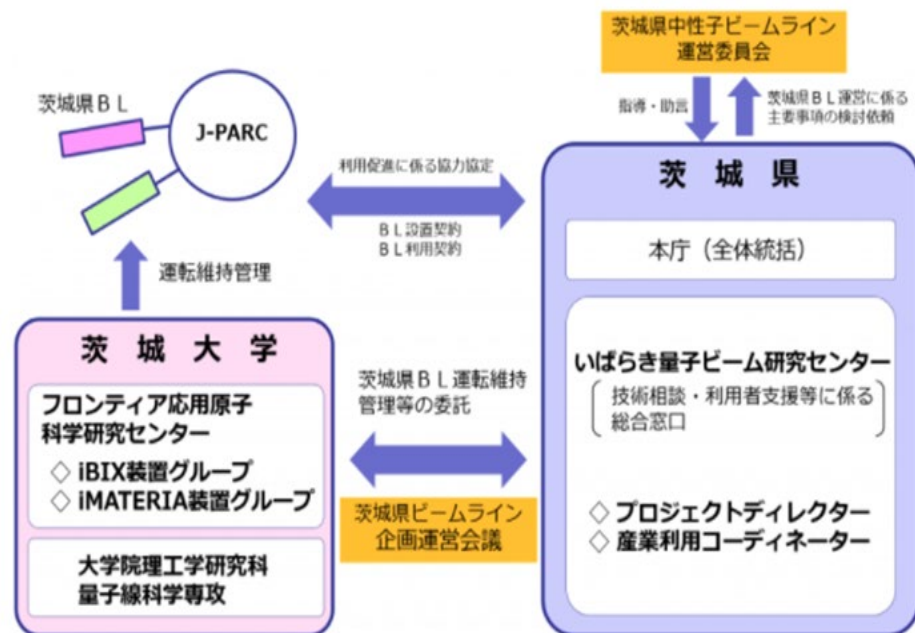 茨城県中性子ビームライン
運営委員会
指導・助言
茨城県BL運営に係る
主要事項の検討依頼
茨城県BL
J-PARC
利用促進に係る協力協定
BL設置契約
BL利用契約
運転維持管理
茨城県
本庁(全体統括)
いばらき量子ビーム研究センター
技術相談・利用者支援等に係る
総合窓口
◇ プロジェクトディレクター
◇ 産業利用コーディネーター
茨城大学
フロンティア応用原子
科学研究センター
◇ iBIX装置グループ
◇ iMATERIA装置グループ
大学院理工学研究科
量子線科学専攻
茨城県BL運転維持
管理等の委託
茨城県ビームライン
企画運営会議